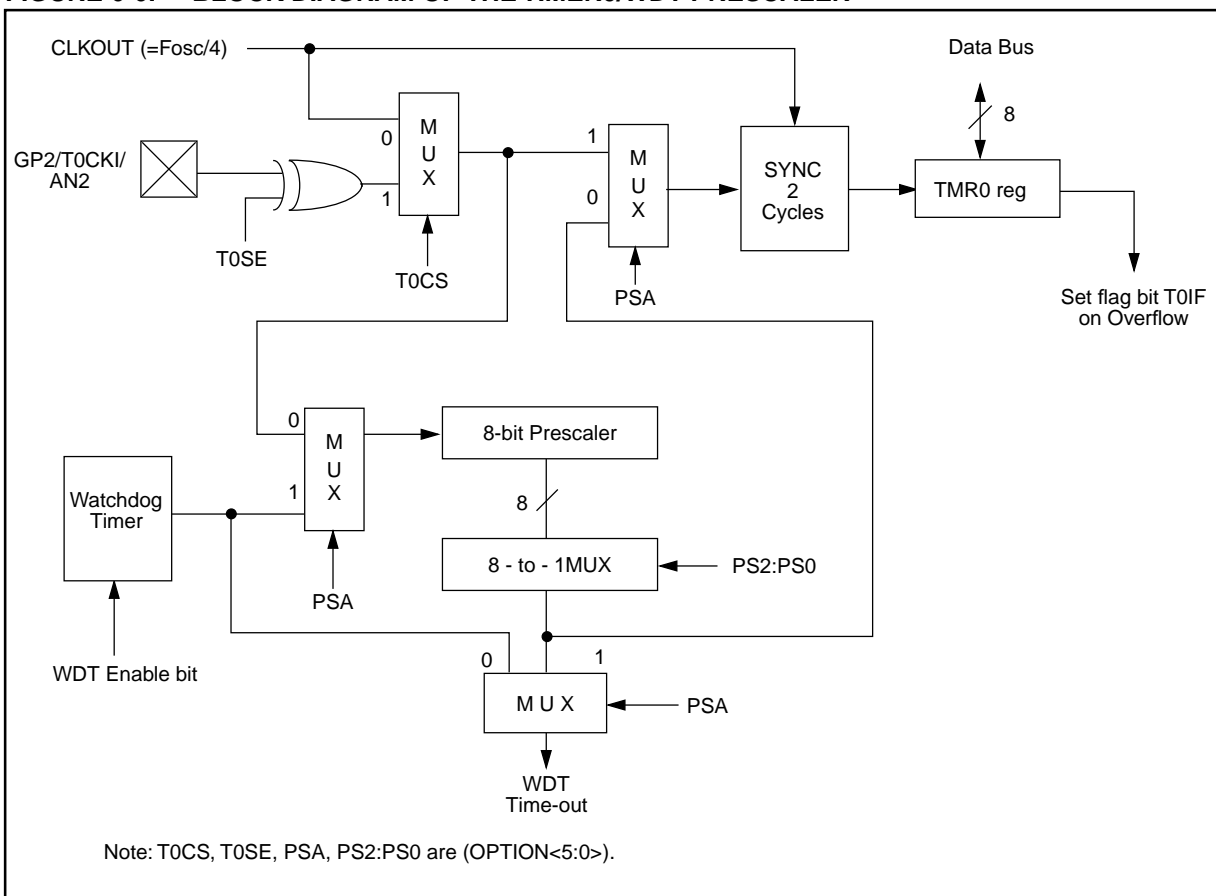 CLKOUT (=Fosc/4)
Data Bus
8
M
U
X
0
1
GP2/T0CKI/
AN2
T0SE
T0CS
M
U
X
1
0
PSA
SYNC
2
Cycles
TMR0 reg
Set flag bit T0IF
on Overflow
0
1
M
U
X
PSA
8-bit Prescaler
8
Watchdog
Timer
8 - to - 1MUX
PS2:PS0
WDT Enable bit
0
1
M U X
PSA
WDT
Time-out
Note: T0CS, T0SE, PSA, PS2:PS0 are (OPTION<5:0>).